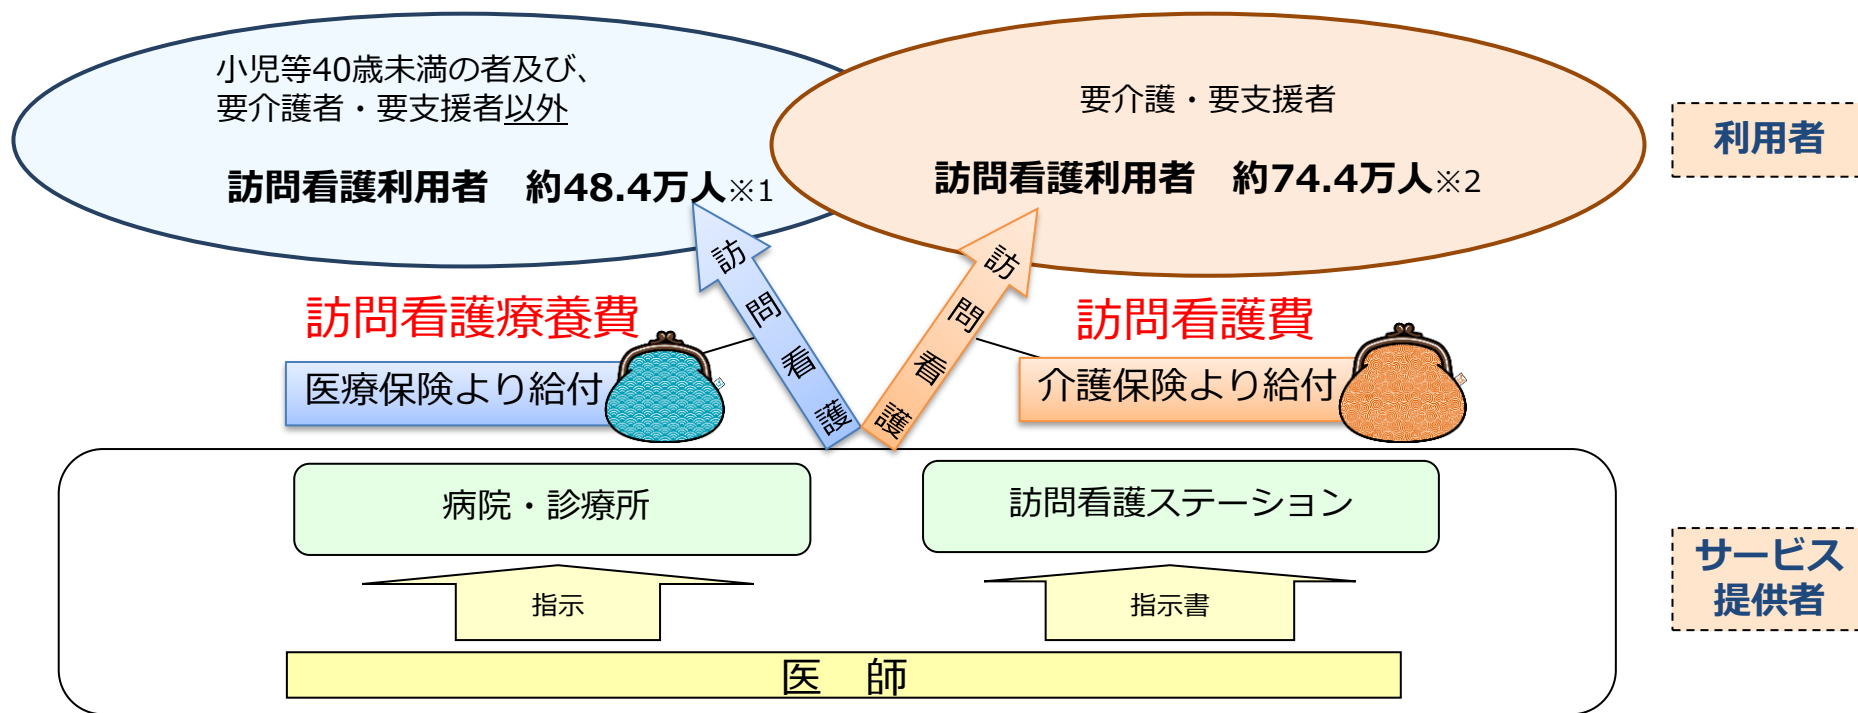 小児等40歳未満の者及び、
要介護者・要支援者以外
訪問看護利用者　約48.4万人※1
要介護・要支援者
訪問看護利用者　約74.4万人※2
利用者
訪問看護
訪問看護
訪問看護療養費
医療保険より給付
訪問看護費
介護保険より給付
病院・診療所
訪問看護ステーション
サービス
提供者
指示
指示書
医　師